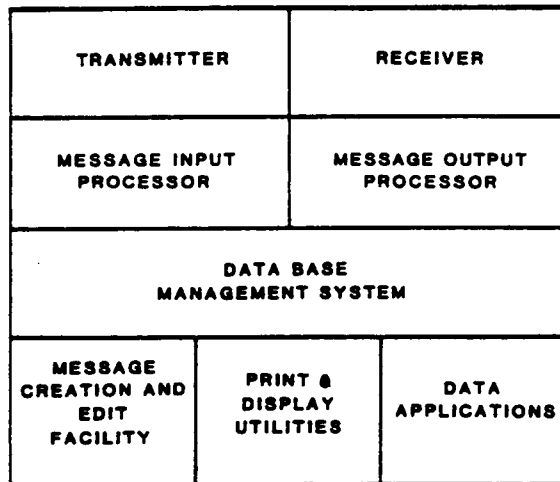 TRANSMITTER
RECEIVER
MESSAGE INPUT
PROCESSOR
MESSAGE OUTPUT
PROCESSOR
DATA BASE
MANAGEMENT SYSTEM
MESSAGE
CREATION AND
EDIT
FACILITY
PRINT &
DISPLAY
UTILITIES
DATA
APPLICATIONS